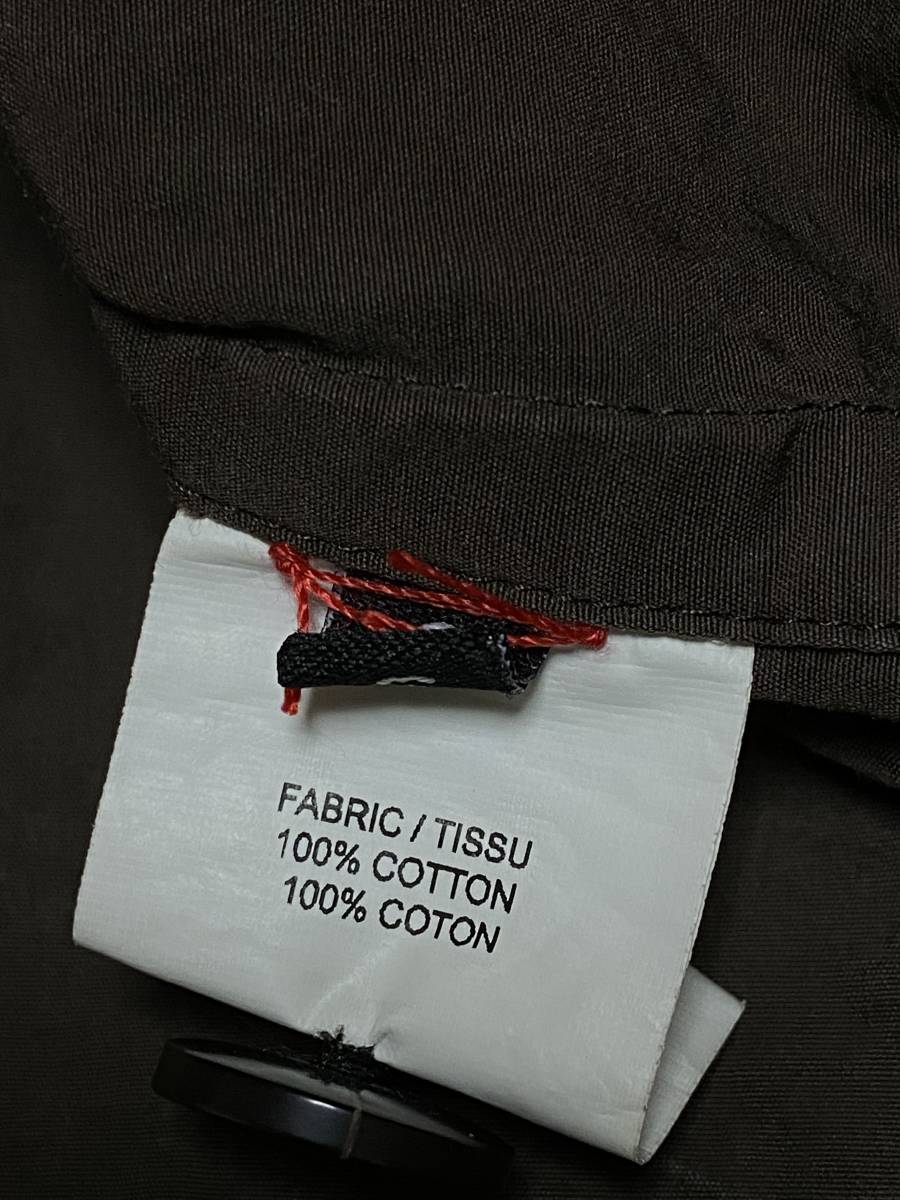 FABRIC / TISSU
100% COTTON
100% COTON